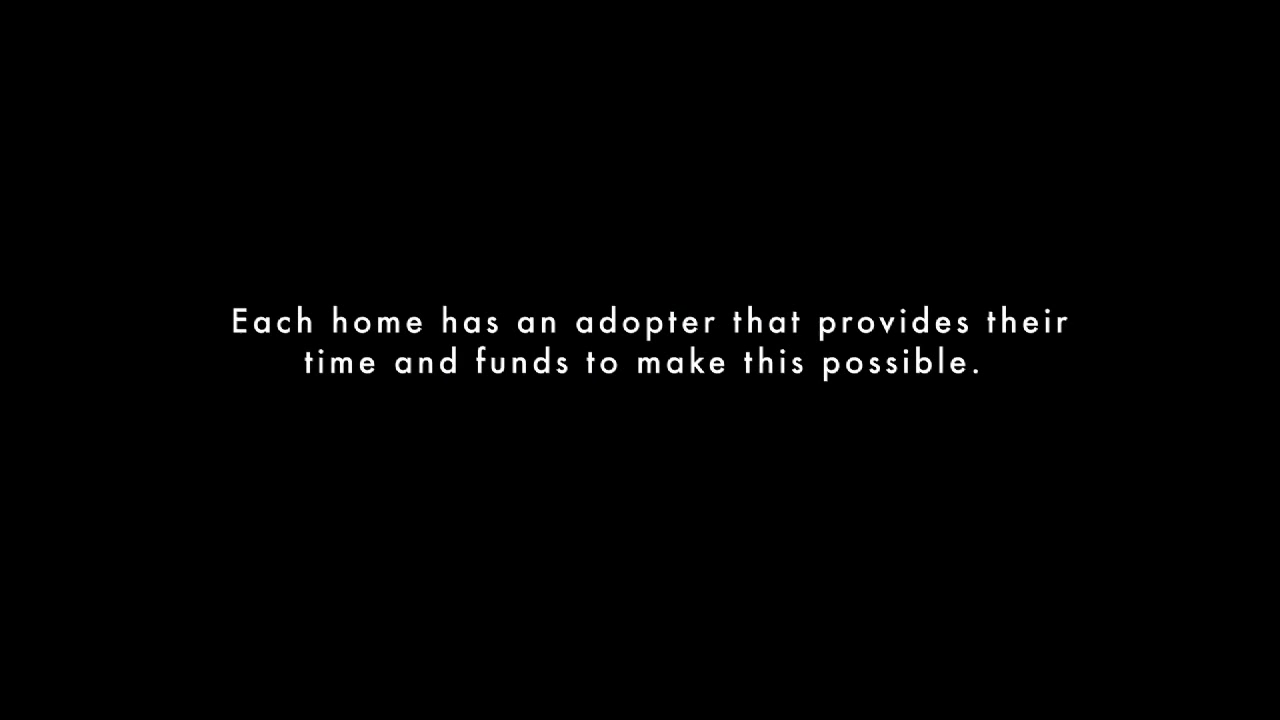 Each home has an adopter that provides their
time and funds to make this possible.